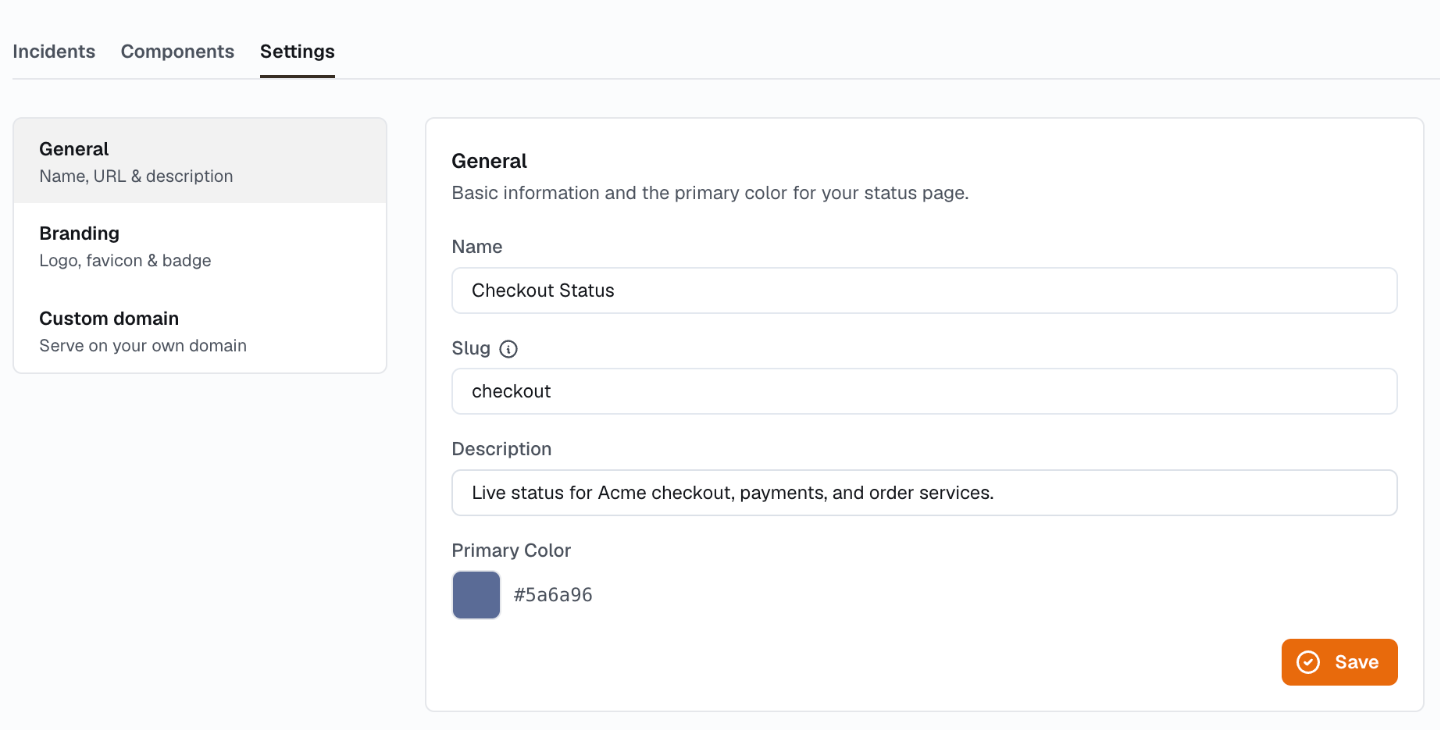 Incidents Components Settings
General
Name, URL & description
Branding
Logo, favicon & badge
Custom domain
Serve on your own domain
General
Basic information and the primary color for your status page.
Name
Checkout Status
Slug
checkout
Description
Live status for Acme checkout, payments, and order services.
Primary Color
#5a6a96
Save